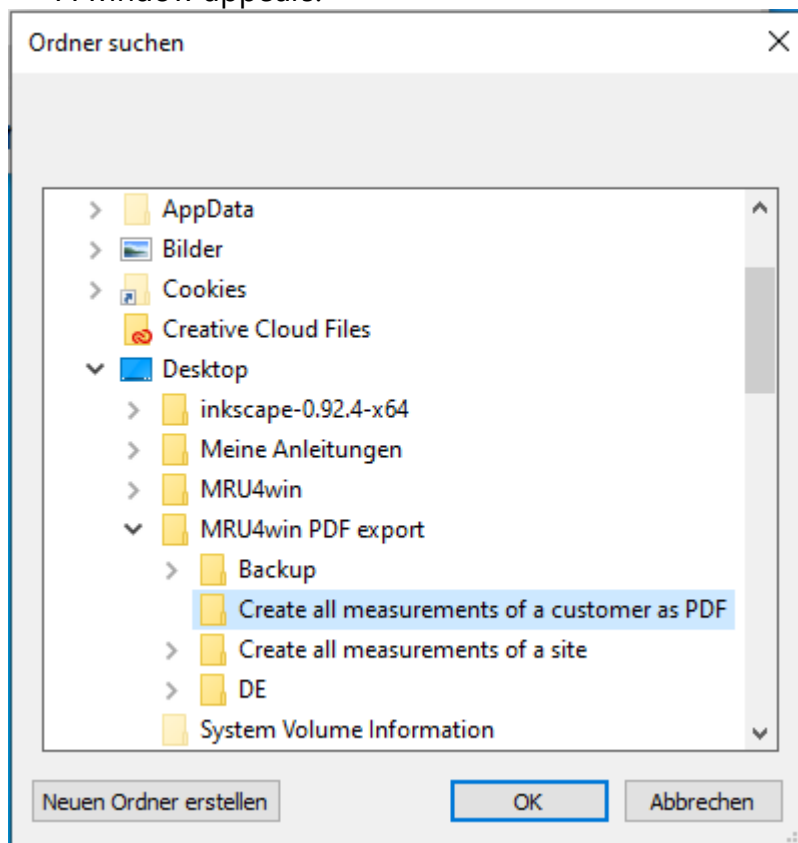 A window appears:
Ordner suchen
AppData
Bilder
Cookies
Creative Cloud Files
Desktop
inkscape-0.92.4-x64
Meine Anleitungen
MRU4win
MRU4win PDF export
Backup
Create all measurements of a customer as PDF
Create all measurements of a site
DE
System Volume Information
Neuen Ordner erstellen OK Abbrechen